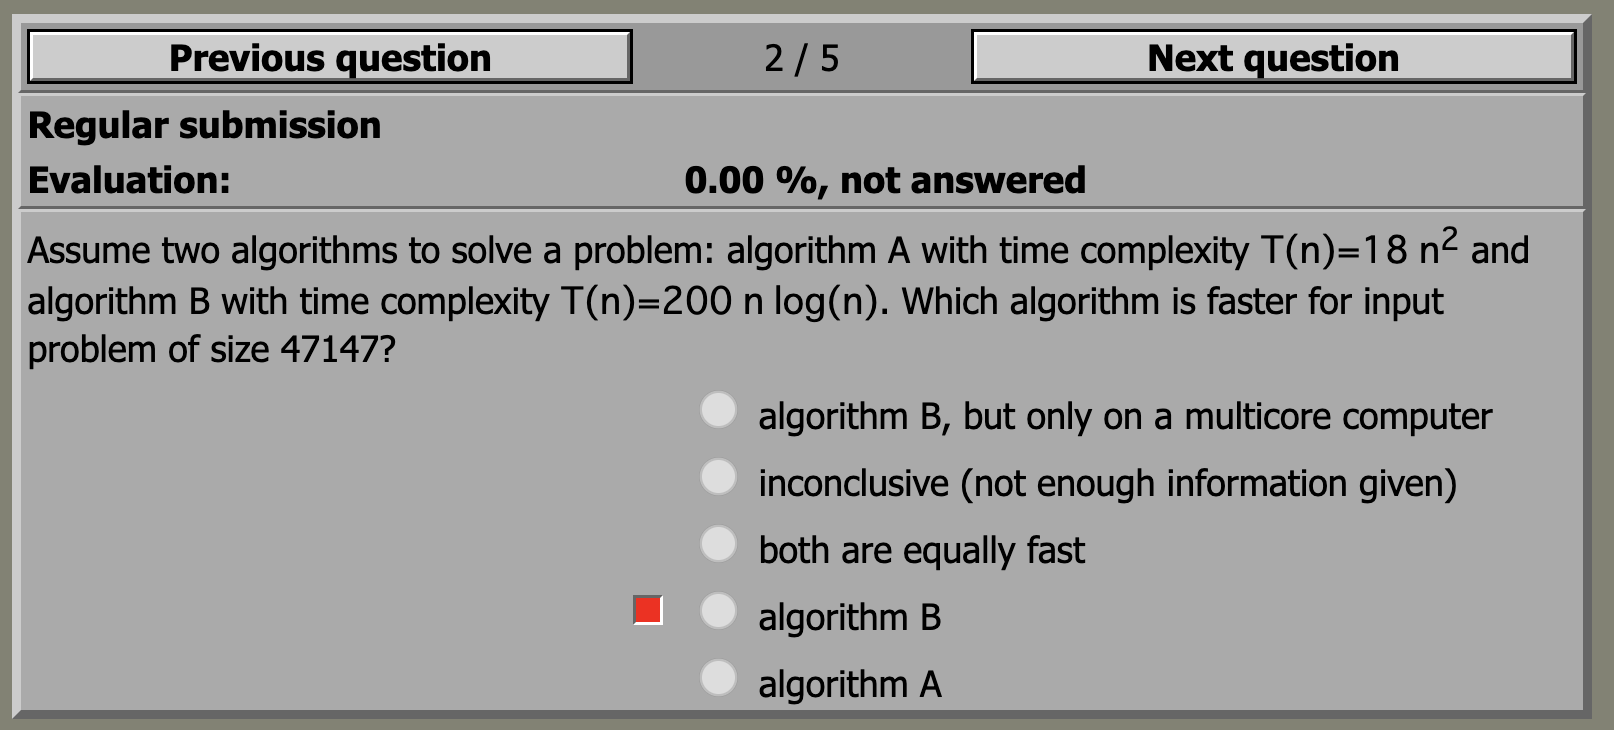 Previous question 2 / 5 Next question
Regular submission
Evaluation: 0.00 %, not answered
Assume two algorithms to solve a problem: algorithm A with time complexity T(n)=18 n² and
algorithm B with time complexity T(n)=200 n log(n). Which algorithm is faster for input
problem of size 47147?
algorithm B, but only on a multicore computer
inconclusive (not enough information given)
both are equally fast
algorithm B
algorithm A